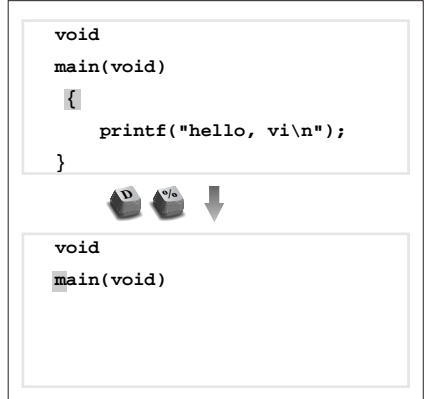 void
main(void)
{
printf("hello, vi\n");
}
D %
void
main(void)